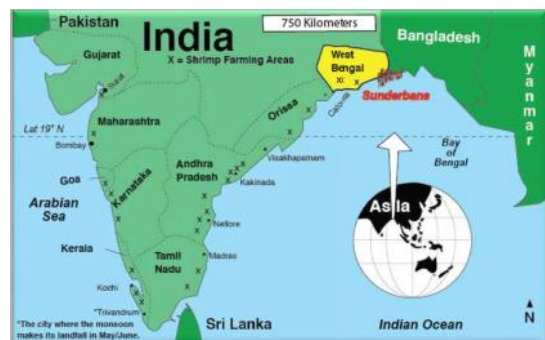 Pakistan
India
750 Kilometers
X = Shrimp Farming Areas
Bangladesh
Myanmar
Gujarat
Surat
West
Bengal
Sunderbans
Orissa
Lat 19° N
Maharashtra
Bombay
Visakhapatnam
Bay
of
Bengal
Goa
Karnataka
Andhra
Pradesh
Kakinada
Arabian
Sea
Asia
Nellore
Kerala
Tamil
Nadu
Madras
Kochi
*Trivandrum
*The city where the monsoon
makes its landfall in May/June.
Sri Lanka
Indian Ocean
N